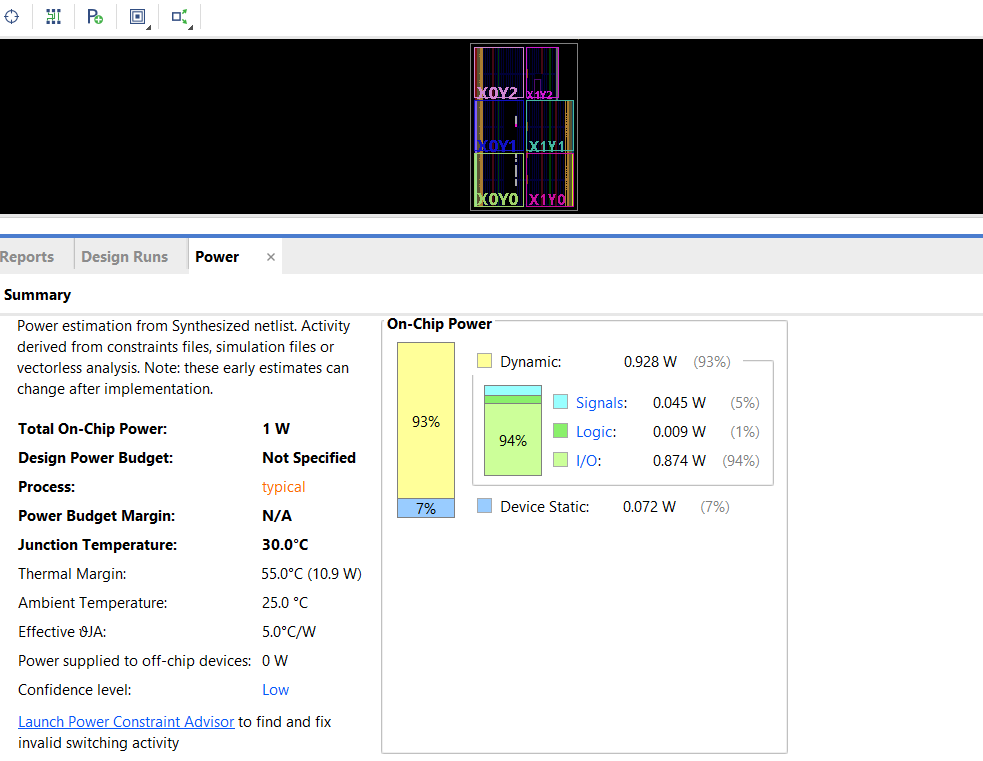 X0Y2 X1Y2
X0Y1 X1Y1
X0Y0 X1Y0
Reports Design Runs Power ×
Summary
Power estimation from Synthesized netlist. Activity
derived from constraints files, simulation files or
vectorless analysis. Note: these early estimates can
change after implementation.
Total On-Chip Power: 1 W
Design Power Budget: Not Specified
Process: typical
Power Budget Margin: N/A
Junction Temperature: 30.0°C
Thermal Margin: 55.0°C (10.9 W)
Ambient Temperature: 25.0 °C
Effective ϑJA: 5.0°C/W
Power supplied to off-chip devices: 0 W
Confidence level: Low
Launch Power Constraint Advisor to find and fix
invalid switching activity
On-Chip Power
93%
7%
Dynamic: 0.928 W (93%)
94%
Signals: 0.045 W (5%)
Logic: 0.009 W (1%)
I/O: 0.874 W (94%)
Device Static: 0.072 W (7%)